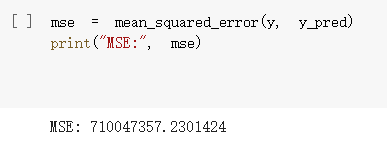 [ ] mse = mean_squared_error(y, y_pred)
print("MSE:", mse)
MSE: 710047357.2301424